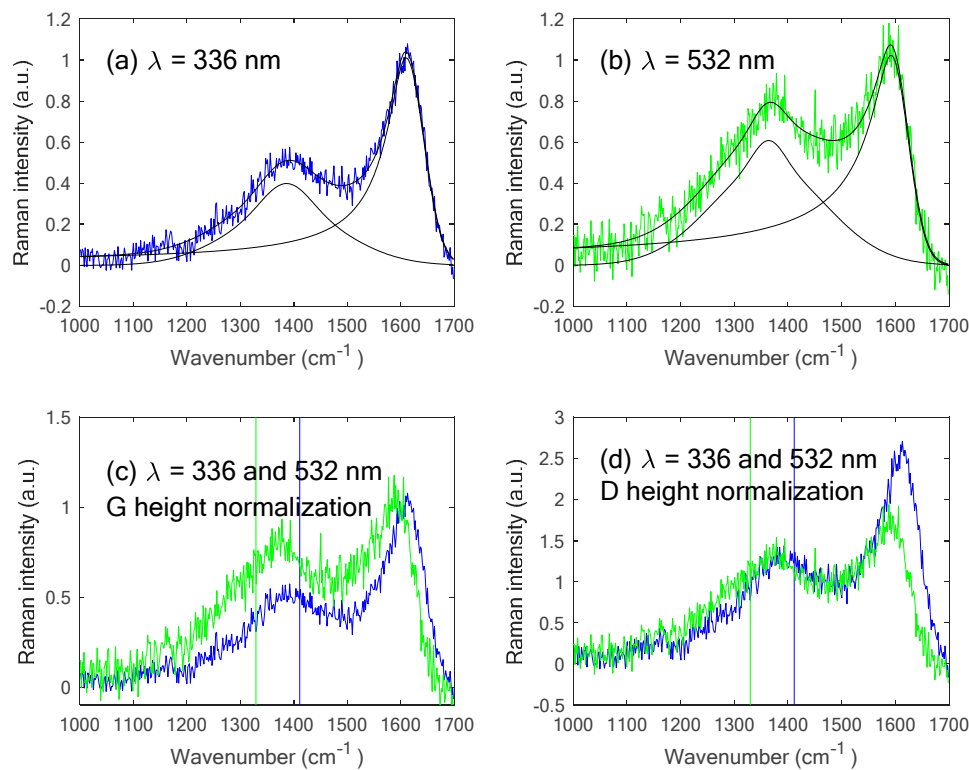 1.2
1
0.8
0.6
0.4
0.2
0
-0.2
Raman intensity (a.u.)
(a) λ = 336 nm
1000 1100 1200 1300 1400 1500 1600 1700
Wavenumber (cm⁻¹)
1.2
1
0.8
0.6
0.4
0.2
0
-0.2
Raman intensity (a.u.)
(b) λ = 532 nm
1000 1100 1200 1300 1400 1500 1600 1700
Wavenumber (cm⁻¹)
1.5
1
0.5
0
Raman intensity (a.u.)
(c) λ = 336 and 532 nm
G height normalization
1000 1100 1200 1300 1400 1500 1600 1700
Wavenumber (cm⁻¹)
3
2.5
2
1.5
1
0.5
0
-0.5
Raman intensity (a.u.)
(d) λ = 336 and 532 nm
D height normalization
1000 1100 1200 1300 1400 1500 1600 1700
Wavenumber (cm⁻¹)